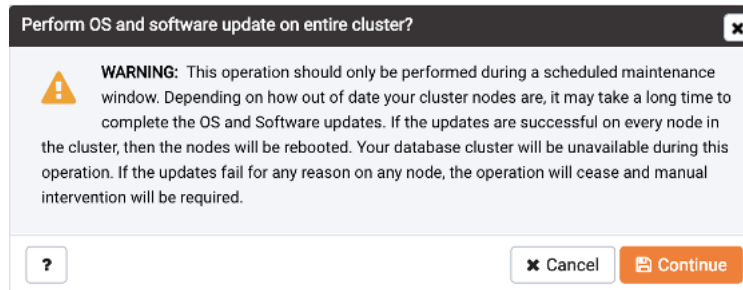 Perform OS and software update on entire cluster?
WARNING: This operation should only be performed during a scheduled maintenance
window. Depending on how out of date your cluster nodes are, it may take a long time to
complete the OS and Software updates. If the updates are successful on every node in
the cluster, then the nodes will be rebooted. Your database cluster will be unavailable during this
operation. If the updates fail for any reason on any node, the operation will cease and manual
intervention will be required.
? Cancel Continue